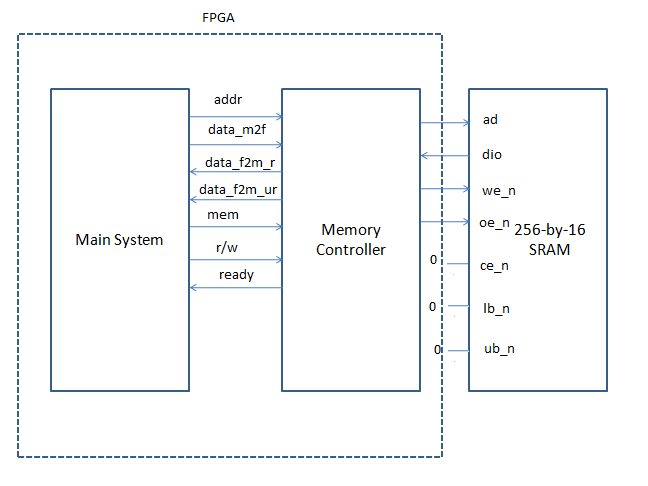 FPGA
addr
data_m2f
data_f2m_r
data_f2m_ur
mem
r/w
ready
Main System
Memory
Controller
ad
dio
we_n
oe_n
256-by-16
SRAM
0
ce_n
0
lb_n
0
ub_n